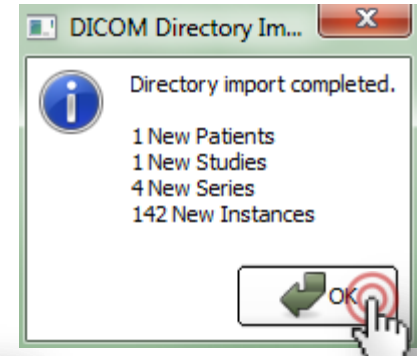 DICOM Directory Im...
Directory import completed.
1 New Patients
1 New Studies
4 New Series
142 New Instances
OK